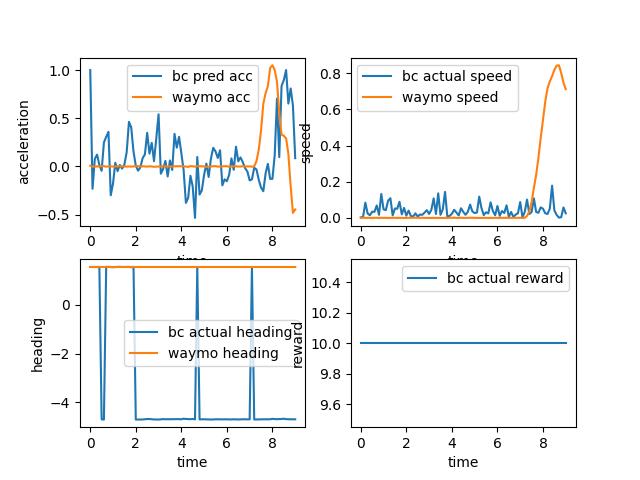 bc pred acc
waymo acc
1.0
0.5
0.0
−0.5
acceleration
0 2 4 6 8
time
bc actual speed
waymo speed
0.8
0.6
0.4
0.2
0.0
speed
0 2 4 6 8
time
bc actual heading
waymo heading
0
−2
−4
heading
0 2 4 6 8
time
bc actual reward
10.4
10.2
10.0
9.8
9.6
reward
0 2 4 6 8
time